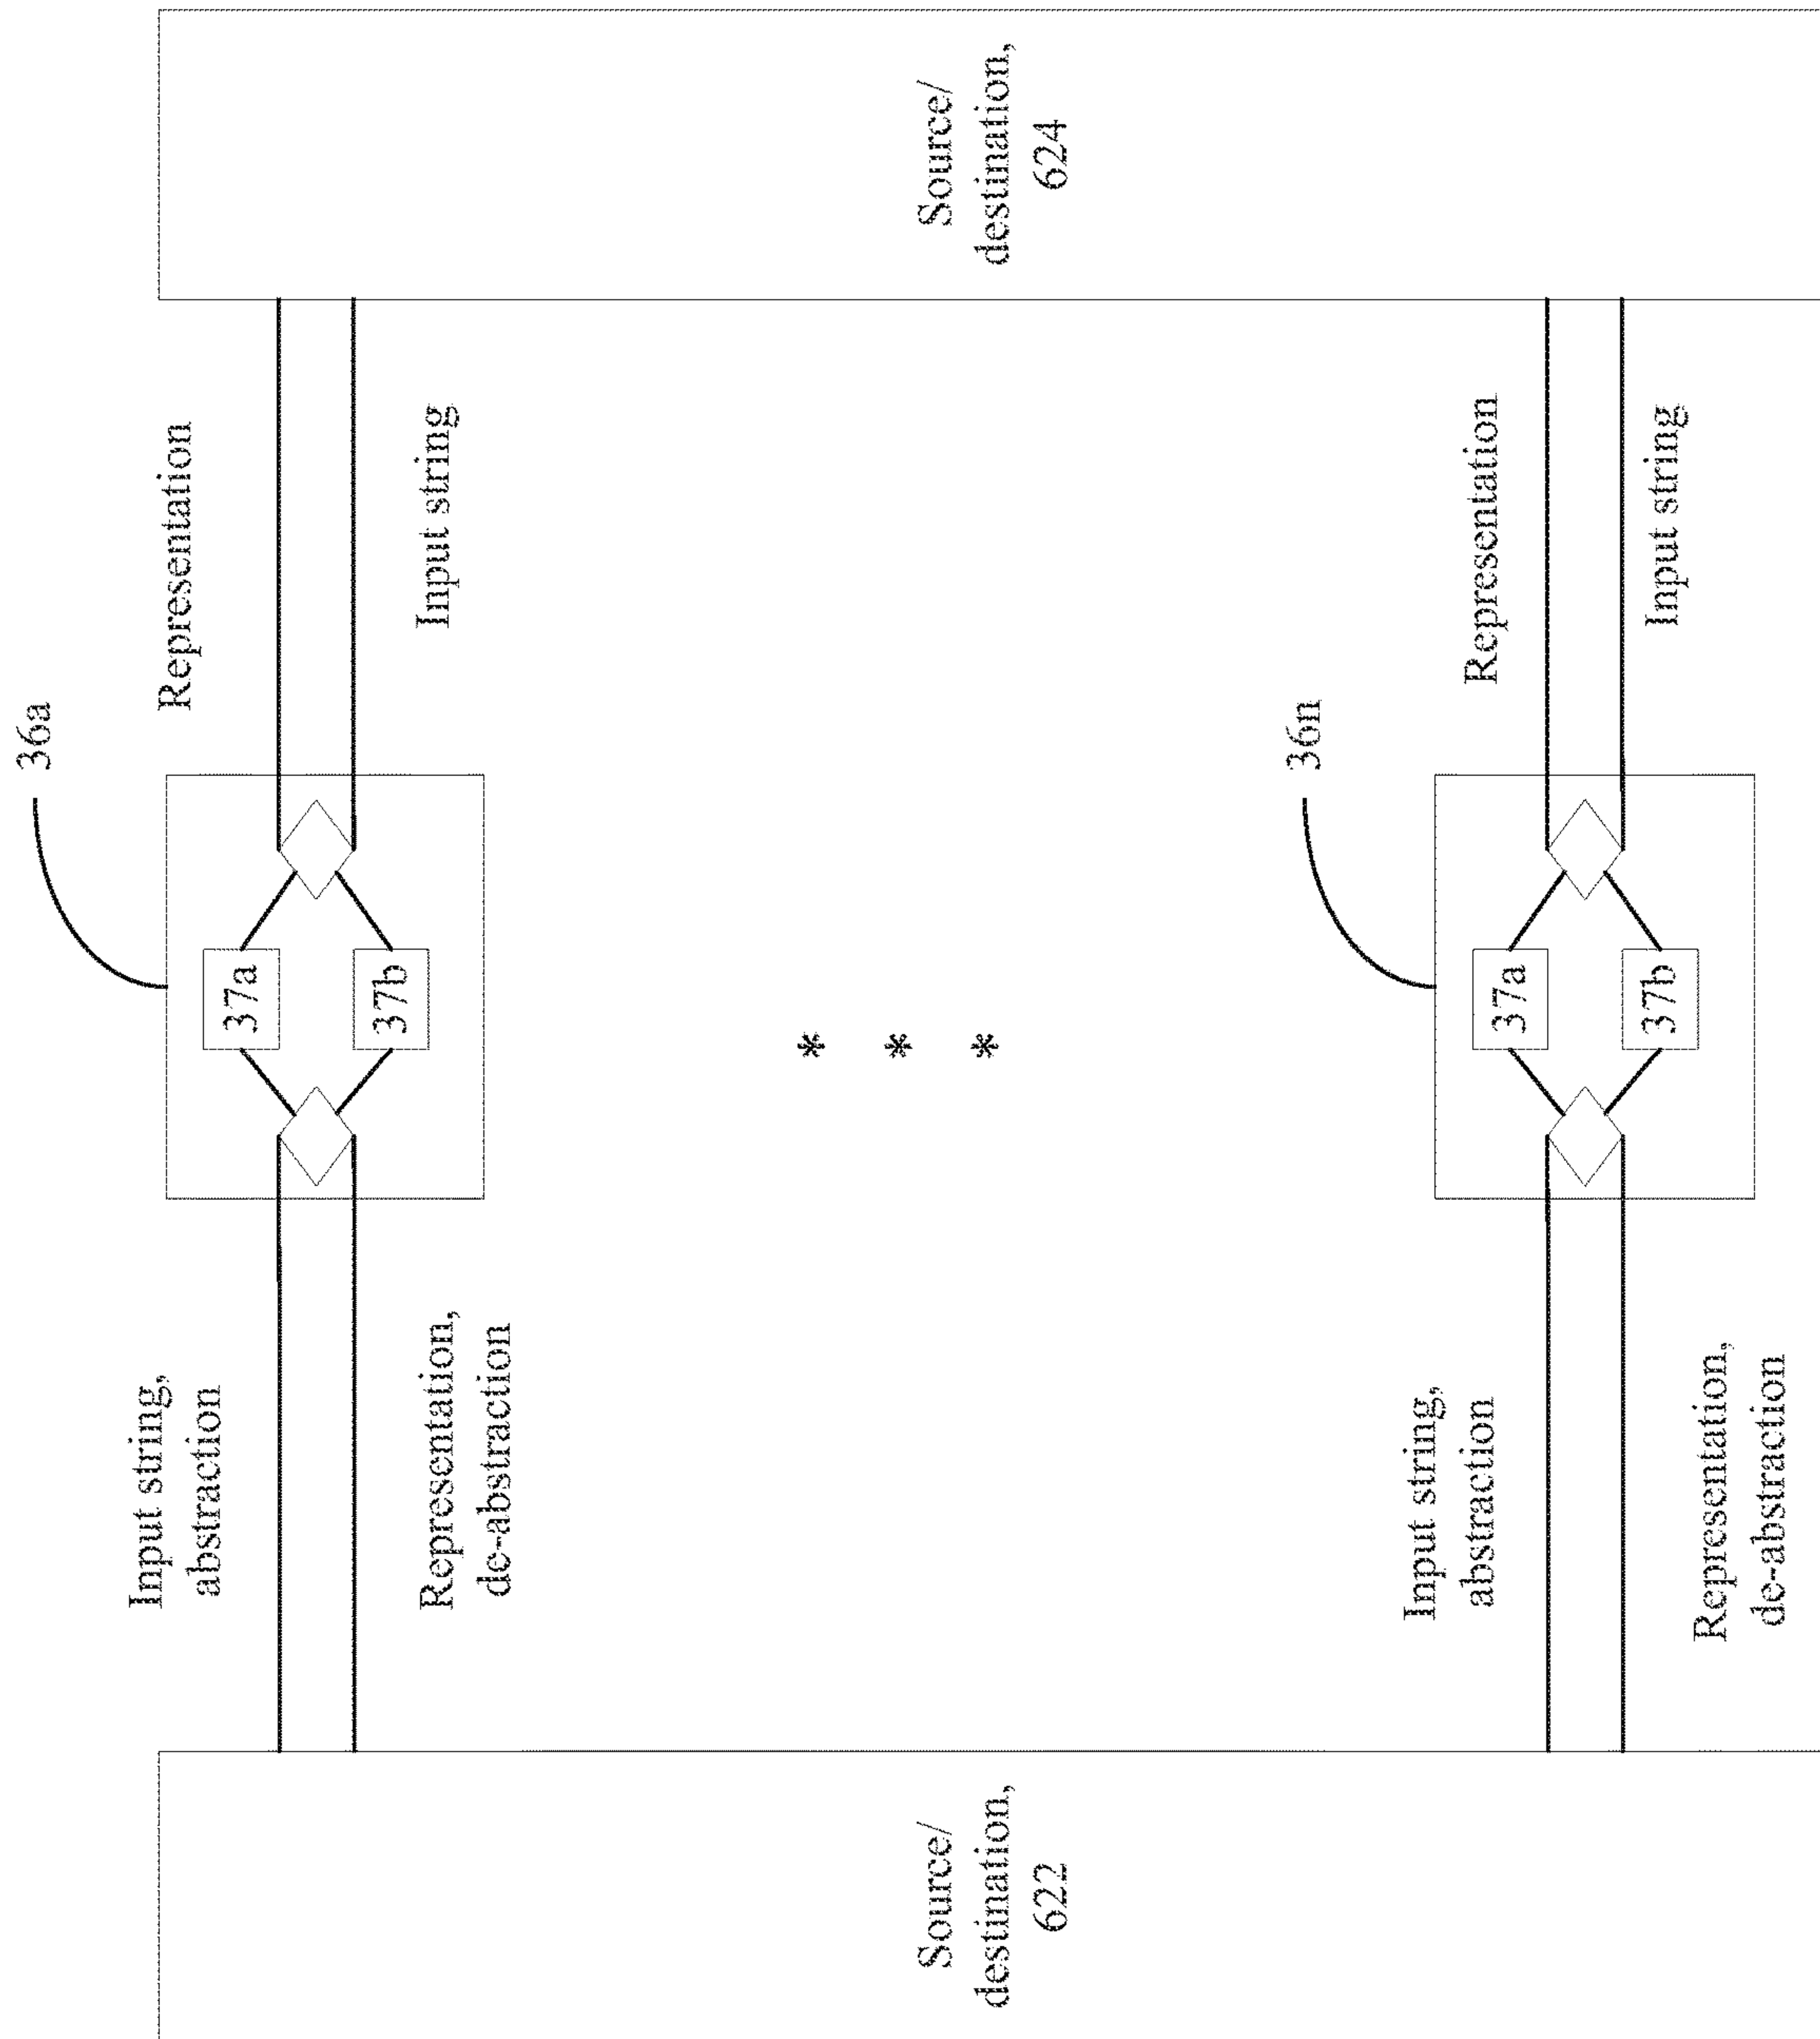 36a
Input string,
abstraction
Representation
37a
37b
Representation,
de-abstraction
Input string
Source/
destination,
622
*
*
*
Source/
destination,
624
36n
Input string,
abstraction
Representation
37a
37b
Representation,
de-abstraction
Input string